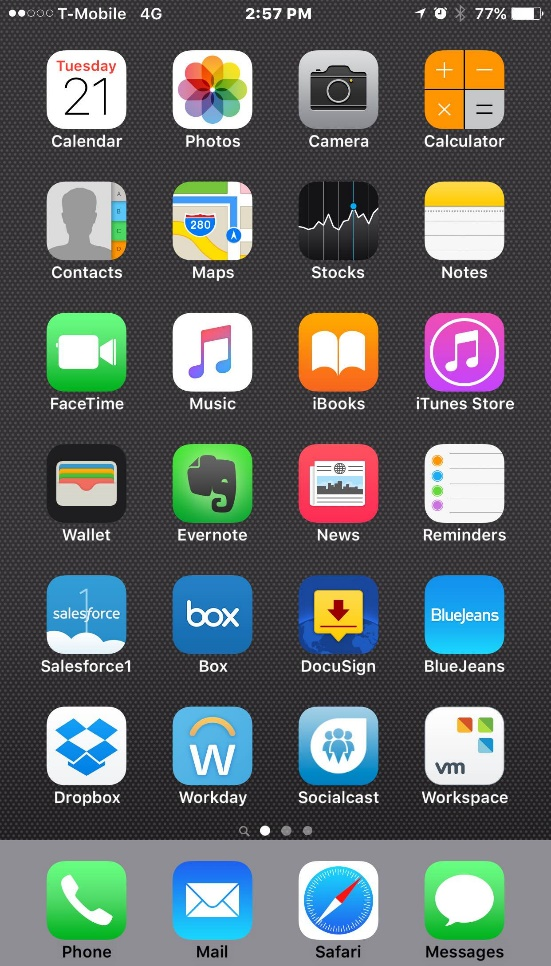 T-Mobile 4G 2:57 PM 77%
Tuesday
21
+ −
× =
Calendar Photos Camera Calculator
A
B
C
D
280
Contacts Maps Stocks Notes
FaceTime Music iBooks iTunes Store
Wallet Evernote News Reminders
1
salesforce box BlueJeans
Salesforce1 Box DocuSign BlueJeans
W vm
Dropbox Workday Socialcast Workspace
Phone Mail Safari Messages